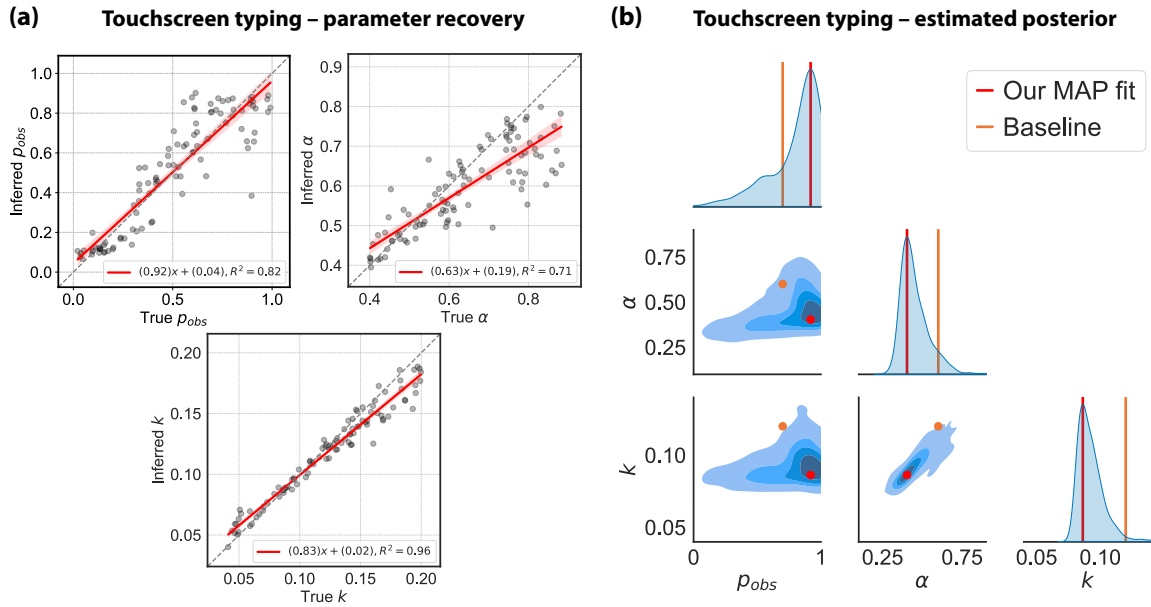 (a) Touchscreen typing – parameter recovery
Inferred p_obs
1.0
0.8
0.6
0.4
0.2
0.0
(0.92)x + (0.04), R² = 0.82
0.0 0.5 1.0
True p_obs
Inferred α
0.9
0.8
0.7
0.6
0.5
0.4
(0.63)x + (0.19), R² = 0.71
0.4 0.6 0.8
True α
Inferred k
0.20
0.15
0.10
0.05
(0.83)x + (0.02), R² = 0.96
0.05 0.10 0.15 0.20
True k
(b) Touchscreen typing – estimated posterior
Our MAP fit
Baseline
α
0.75
0.50
0.25
k
0.10
0.05
0 1
p_obs
0.25 0.75
α
0.05 0.10
k